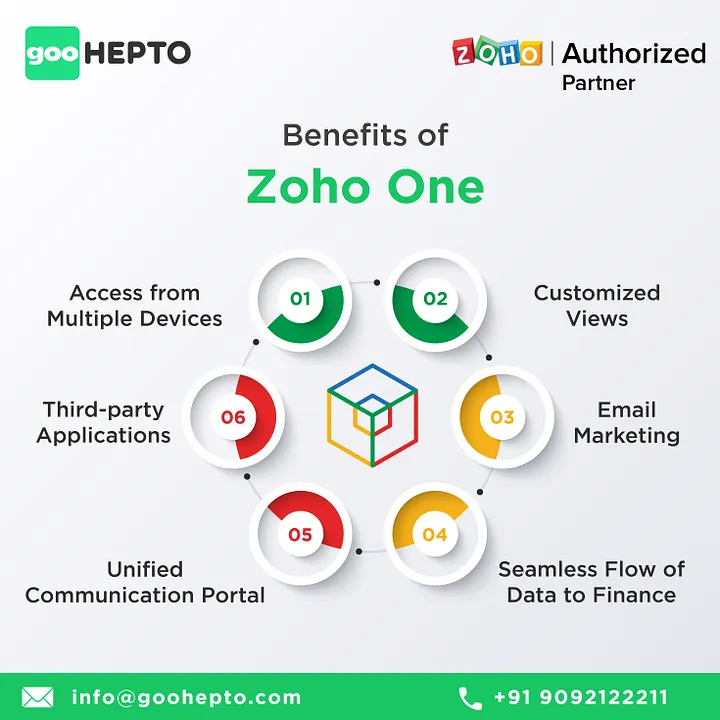 goo HEPTO
ZOHO | Authorized
Partner
Benefits of
Zoho One
01
Access from
Multiple Devices
02
Customized
Views
03
Email
Marketing
04
Seamless Flow of
Data to Finance
05
Unified
Communication Portal
06
Third-party
Applications
info@goohepto.com
+91 9092122211